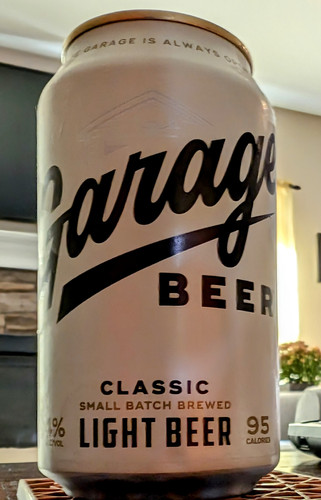 GARAGE IS ALWAYS
Garage
BEER
CLASSIC
SMALL BATCH BREWED
LIGHT BEER
95
CALORIES